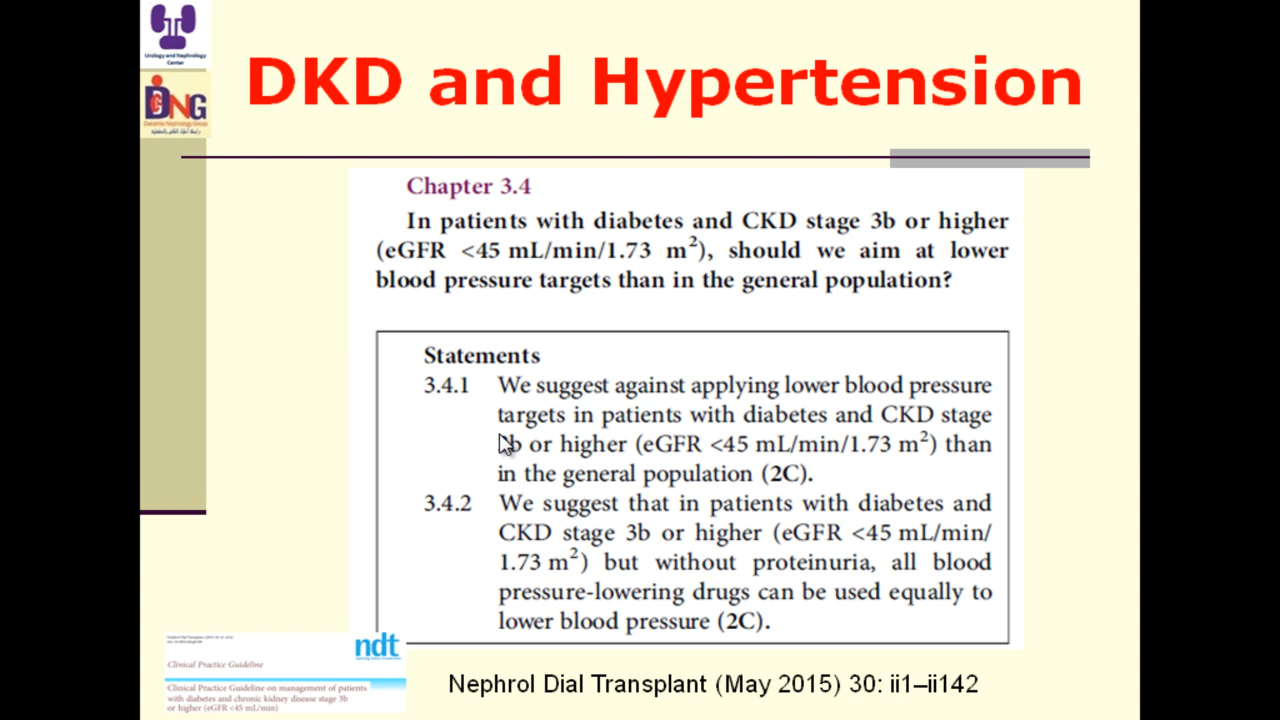 Urology and Nephrology
Center
DNG
DKD and Hypertension
Chapter 3.4
In patients with diabetes and CKD stage 3b or higher
(eGFR <45 mL/min/1.73 m²), should we aim at lower
blood pressure targets than in the general population?
Statements
3.4.1 We suggest against applying lower blood pressure
targets in patients with diabetes and CKD stage
b or higher (eGFR <45 mL/min/1.73 m²) than
in the general population (2C).
3.4.2 We suggest that in patients with diabetes and
CKD stage 3b or higher (eGFR <45 mL/min/
1.73 m²) but without proteinuria, all blood
pressure-lowering drugs can be used equally to
lower blood pressure (2C).
ndt
Clinical Practice Guideline
Clinical Practice Guideline on management of patients
with diabetes and chronic kidney disease stage 3b
or higher (eGFR <45 mL/min)
Nephrol Dial Transplant (May 2015) 30: ii1–ii142